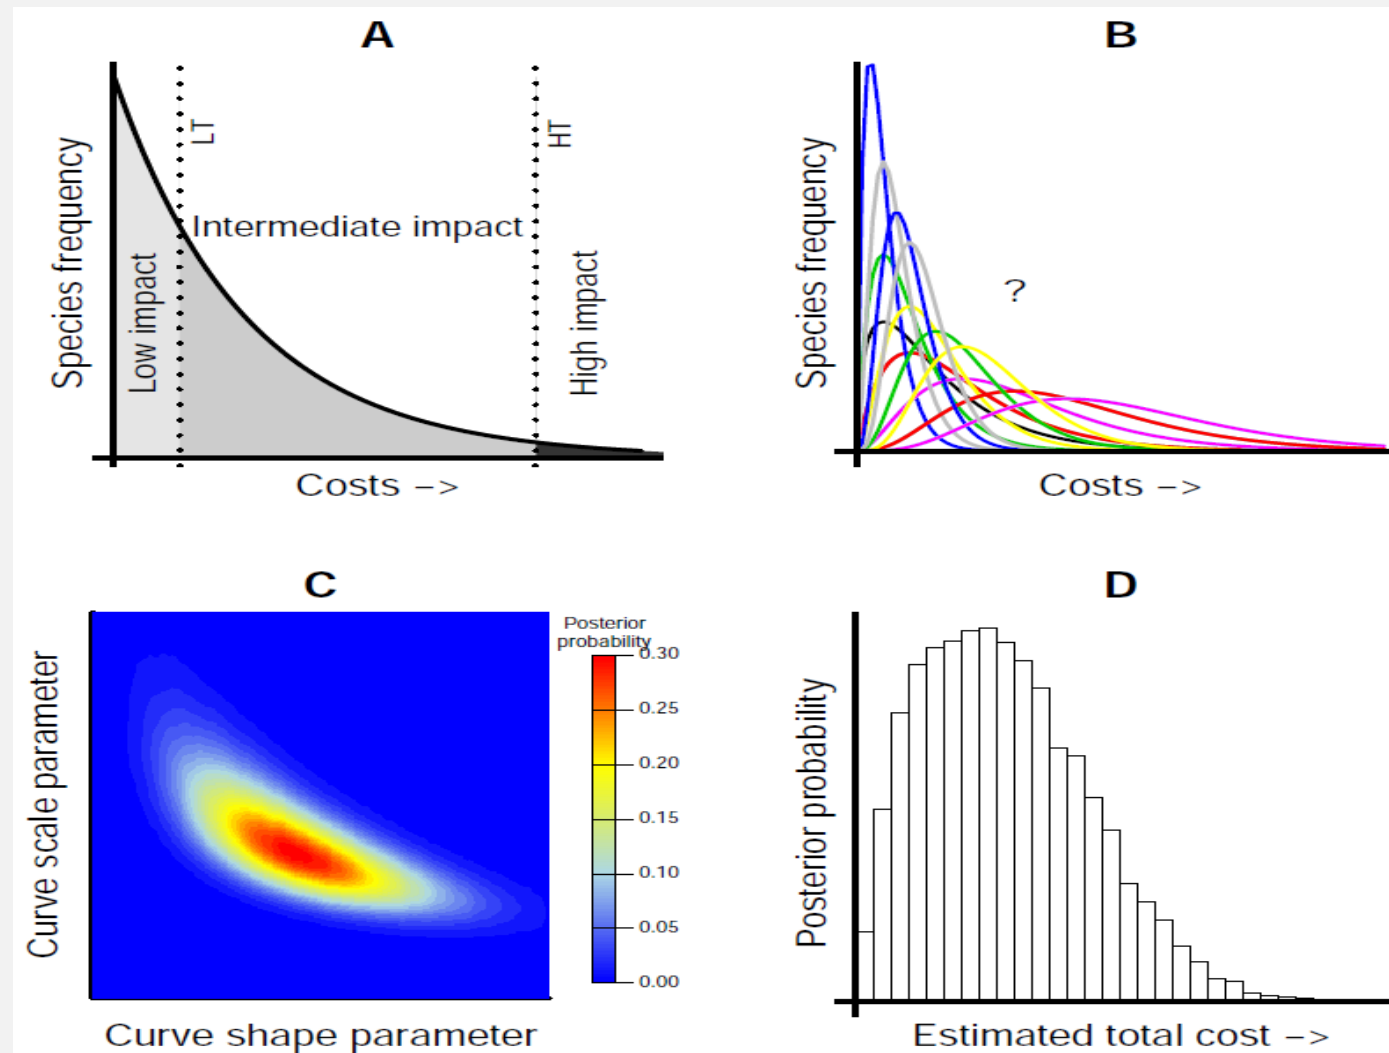 A
Species frequency
LT
HT
Low impact
Intermediate impact
High impact
Costs –>
B
Species frequency
?
Costs –>
C
Curve scale parameter
Posterior
probability
0.30
0.25
0.20
0.15
0.10
0.05
0.00
Curve shape parameter
D
Posterior probability
Estimated total cost –>